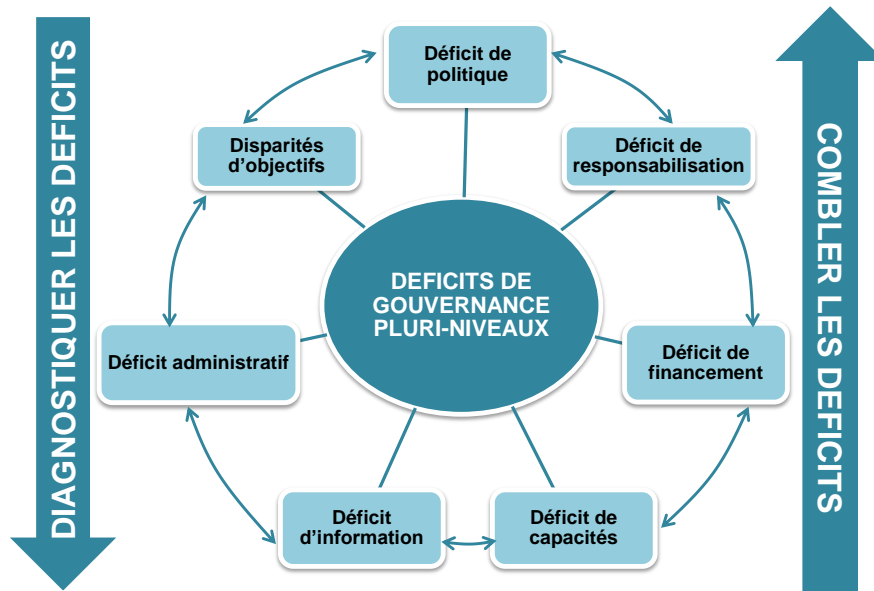 DIAGNOSTIQUER LES DEFICITS
Déficit de
politique
Disparités
d'objectifs
Déficit de
responsabilisation
DEFICITS DE
GOUVERNANCE
PLURI-NIVEAUX
Déficit administratif
Déficit de
financement
Déficit
d'information
Déficit de
capacités
COMBLER LES DEFICITS